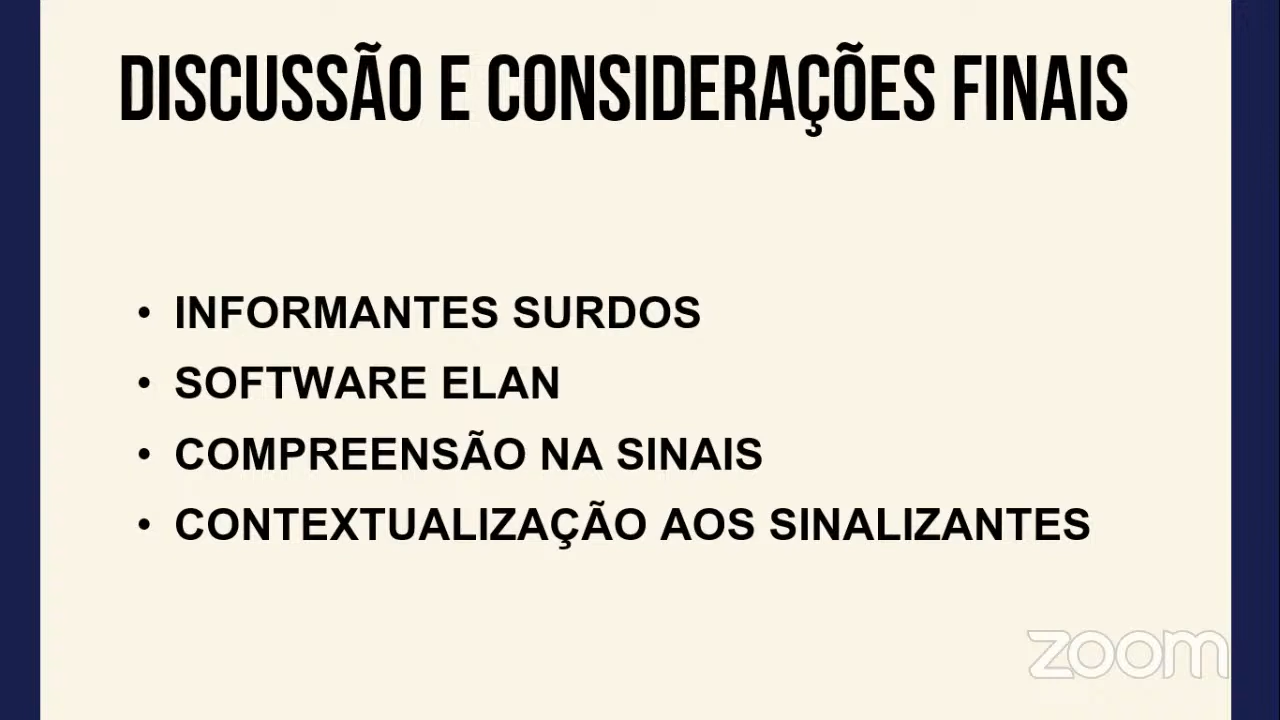 DISCUSSÃO E CONSIDERAÇÕES FINAIS
• INFORMANTES SURDOS
• SOFTWARE ELAN
• COMPREENSÃO NA SINAIS
• CONTEXTUALIZAÇÃO AOS SINALIZANTES
zoom